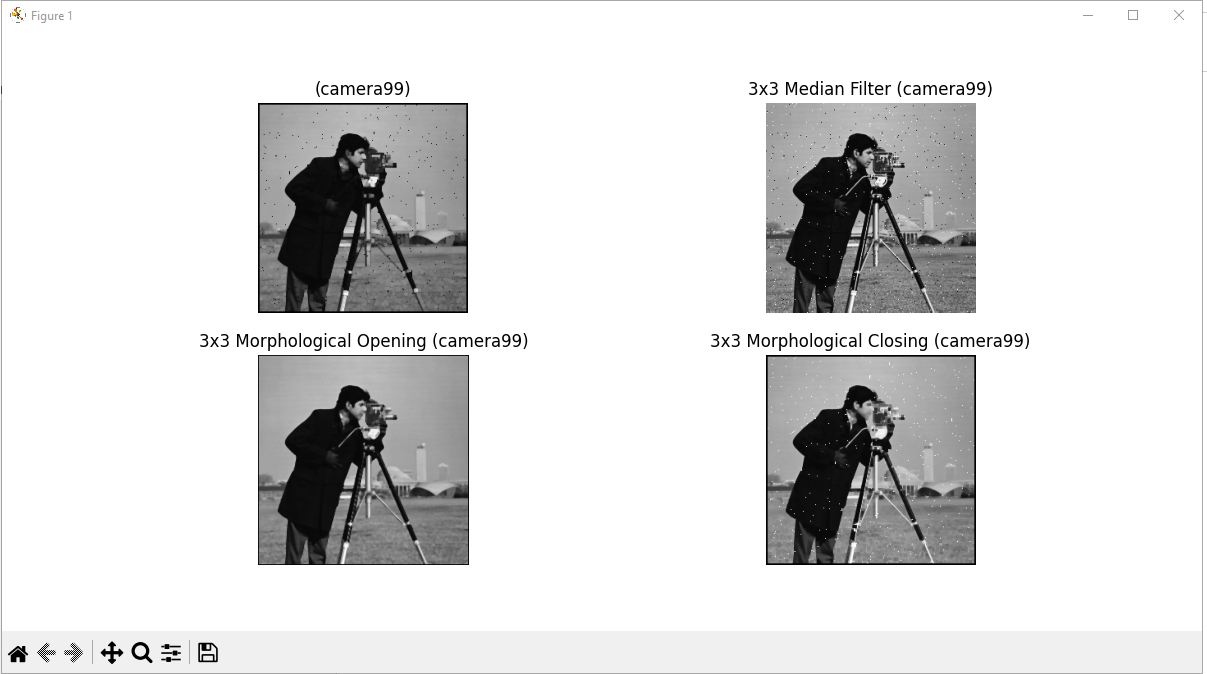 Figure 1
(camera99)
3x3 Median Filter (camera99)
3x3 Morphological Opening (camera99)
3x3 Morphological Closing (camera99)